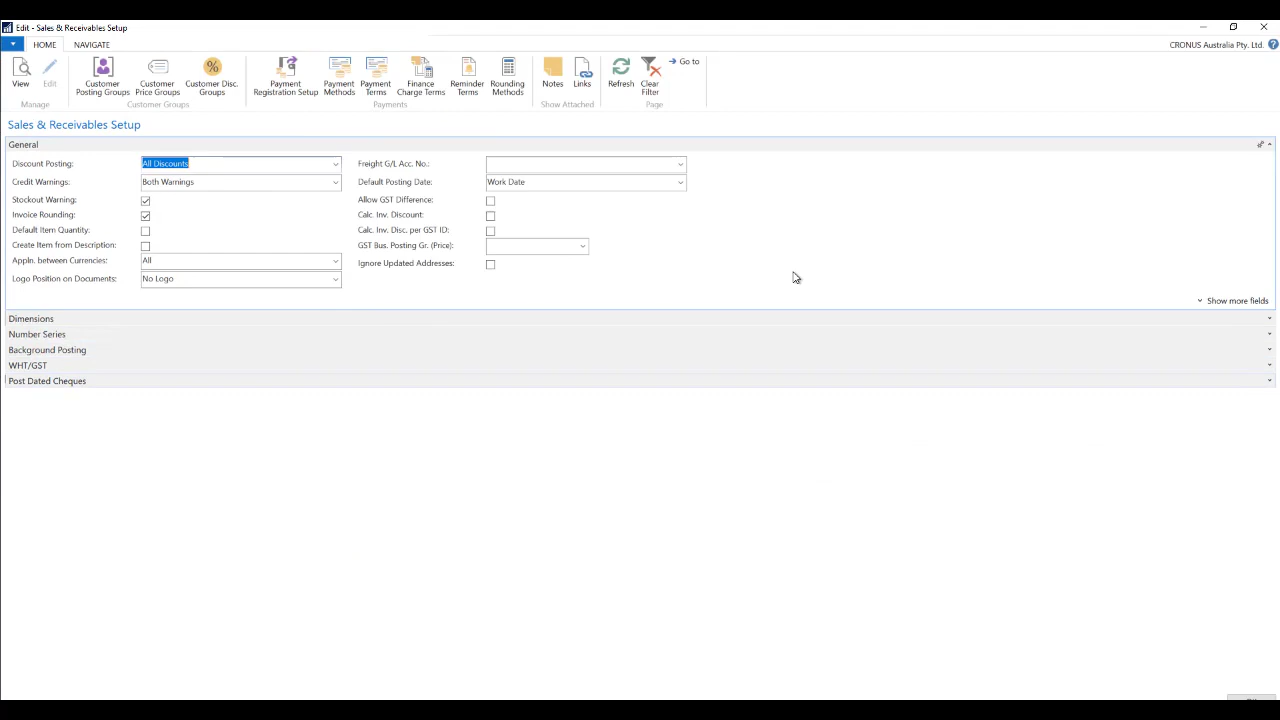 Edit - Sales & Receivables Setup
HOME NAVIGATE CRONUS Australia Pty. Ltd.
View Edit Customer Posting Groups Customer Price Groups Customer Disc. Groups Payment Registration Setup Payment Methods Payment Terms Finance Charge Terms Reminder Terms Rounding Methods Notes Links Refresh Clear Filter Go to
Manage Customer Groups Payments Show Attached Page
Sales & Receivables Setup
General
Discount Posting: All Discounts Freight G/L Acc. No.:
Credit Warnings: Both Warnings Default Posting Date: Work Date
Stockout Warning: Allow GST Difference:
Invoice Rounding: Calc. Inv. Discount:
Default Item Quantity: Calc. Inv. Disc. per GST ID:
Create Item from Description: GST Bus. Posting Gr. (Price):
Appln. between Currencies: All Ignore Updated Addresses:
Logo Position on Documents: No Logo
Show more fields
Dimensions
Number Series
Background Posting
WHT/GST
Post Dated Cheques